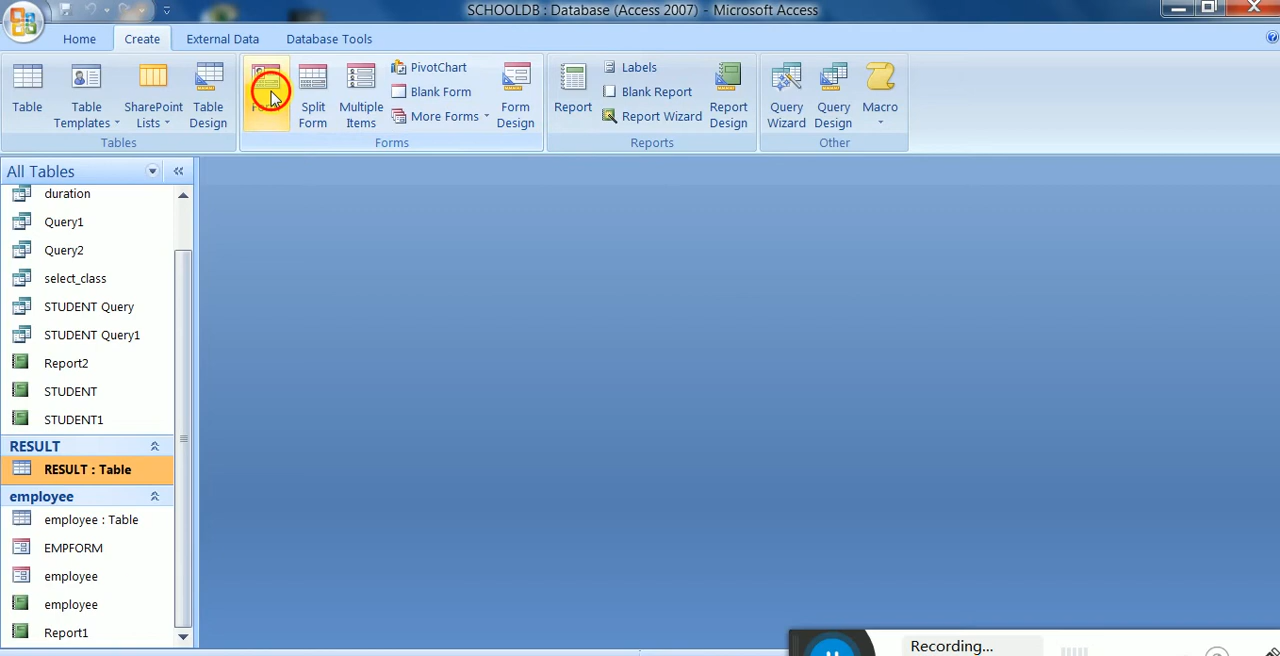 SCHOOLDB : Database (Access 2007) - Microsoft Access
Home Create External Data Database Tools
Table
Table Templates
SharePoint Lists
Table Design
Tables
Split Form
Multiple Items
PivotChart
Blank Form
More Forms
Form Design
Forms
Report
Labels
Blank Report
Report Wizard
Report Design
Reports
Query Wizard
Query Design
Macro
Other
All Tables
duration
Query1
Query2
select_class
STUDENT Query
STUDENT Query1
Report2
STUDENT
STUDENT1
RESULT
RESULT : Table
employee
employee : Table
EMPFORM
employee
employee
Report1
Recording...